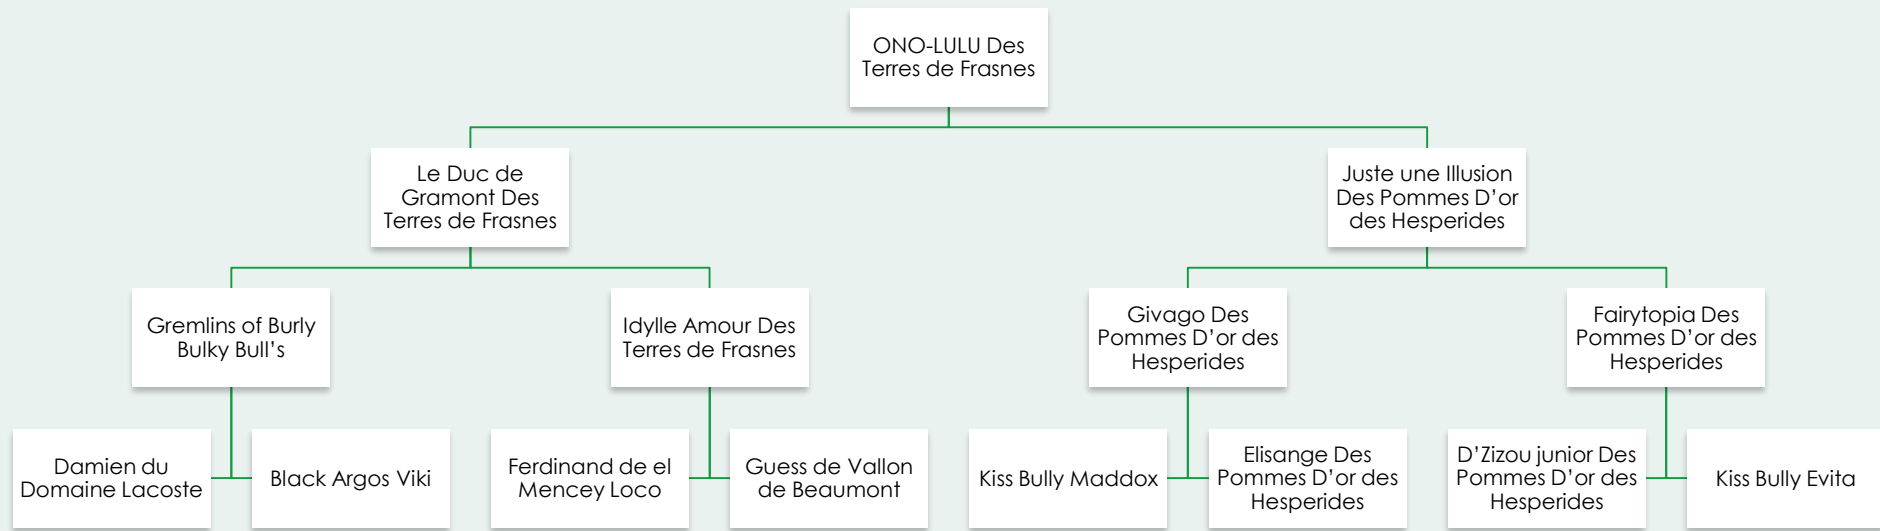 ONO-LULU Des
Terres de Frasnes
Le Duc de
Gramont Des
Terres de Frasnes
Juste une Illusion
Des Pommes D’or
des Hesperides
Gremlins of Burly
Bulky Bull’s
Idylle Amour Des
Terres de Frasnes
Givago Des
Pommes D’or des
Hesperides
Fairytopia Des
Pommes D’or des
Hesperides
Damien du
Domaine Lacoste
Black Argos Viki
Ferdinand de el
Mencey Loco
Guess de Vallon
de Beaumont
Kiss Bully Maddox
Elisange Des
Pommes D’or des
Hesperides
D’Zizou junior Des
Pommes D’or des
Hesperides
Kiss Bully Evita